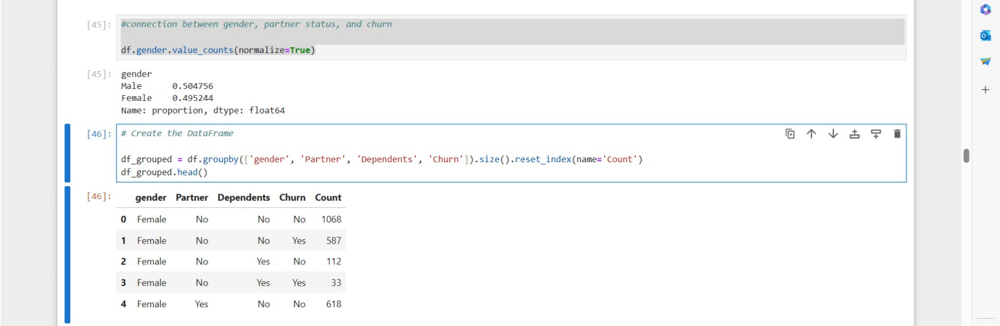 [45]: #connection between gender, partner status, and churn
df.gender.value_counts(normalize=True)
[45]: gender
Male 0.504756
Female 0.495244
Name: proportion, dtype: float64
[46]: # Create the DataFrame
df_grouped = df.groupby(['gender', 'Partner', 'Dependents', 'Churn']).size().reset_index(name='Count')
df_grouped.head()
[46]: gender Partner Dependents Churn Count
0 Female No No No 1068
1 Female No No Yes 587
2 Female No Yes No 112
3 Female No Yes Yes 33
4 Female Yes No No 618